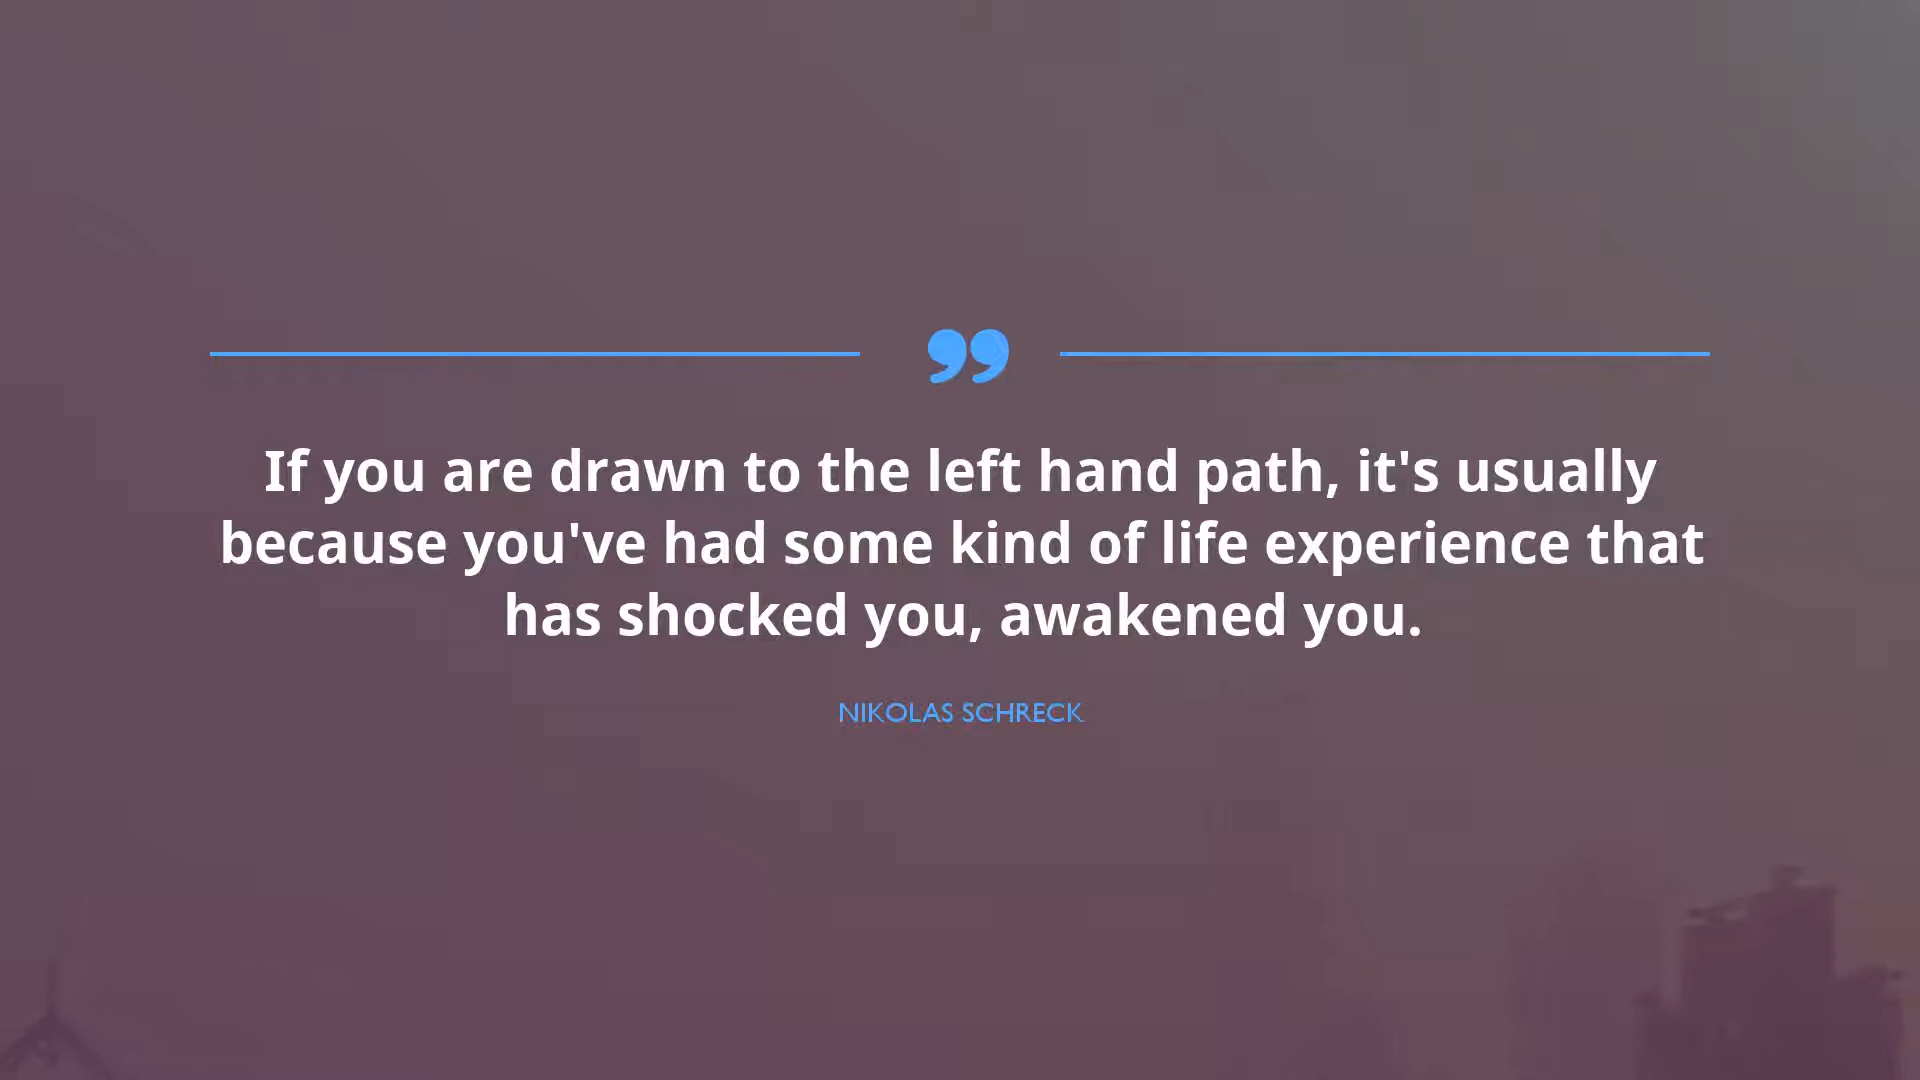 ”
If you are drawn to the left hand path, it's usually
because you've had some kind of life experience that
has shocked you, awakened you.
NIKOLAS SCHRECK